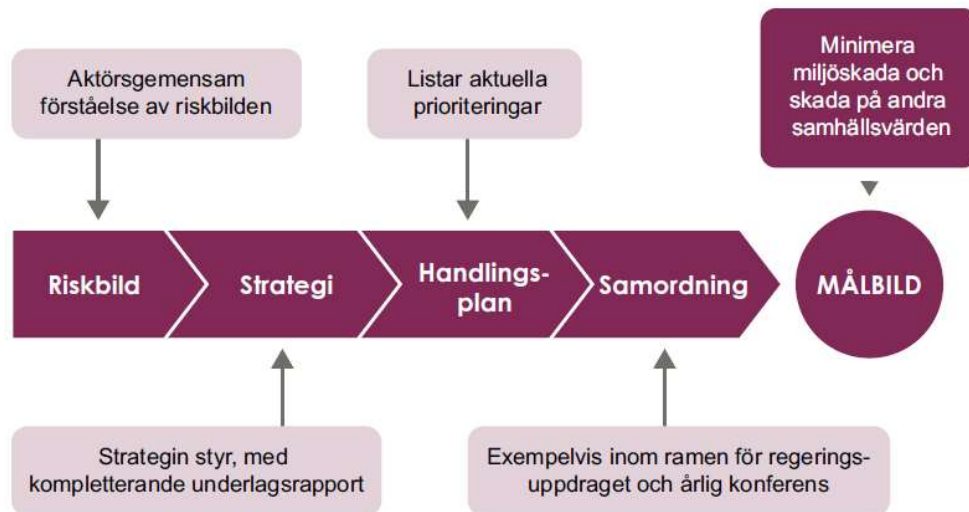 Aktörsgemensam
förståelse av riskbilden
Listar aktuella
prioriteringar
Minimera
miljöskada och
skada på andra
samhällsvärden
Riskbild
Strategi
Handlings-
plan
Samordning
MÅLBILD
Strategin styr, med
kompletterande underlagsrapport
Exempelvis inom ramen för regerings-
uppdraget och årlig konferens